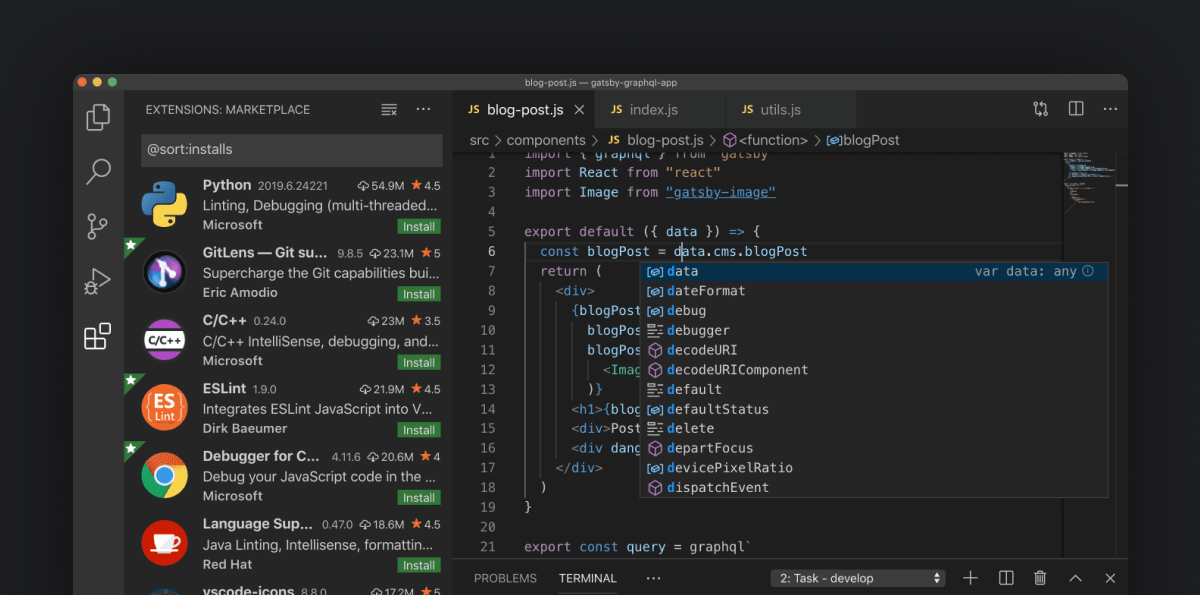 blog-post.js — gatsby-graphql-app
EXTENSIONS: MARKETPLACE
@sort:installs
Python 2019.6.24221 54.9M ★ 4.5
Linting, Debugging (multi-threaded...
Microsoft Install
GitLens — Git su... 9.8.5 23.1M ★ 5
Supercharge the Git capabilities bui...
Eric Amodio Install
C/C++
C/C++ 0.24.0 23M ★ 3.5
C/C++ IntelliSense, debugging, and...
Microsoft Install
ES
Lint
ESLint 1.9.0 21.9M ★ 4.5
Integrates ESLint JavaScript into V...
Dirk Baeumer Install
Debugger for C... 4.11.6 20.6M ★ 4
Debug your JavaScript code in the ...
Microsoft Install
Language Sup... 0.47.0 18.6M ★ 4.5
Java Linting, Intellisense, formattin...
Red Hat Install
vscode-icons 8.8.0 17.2M ★ 5
JS blog-post.js × JS index.js JS utils.js ...
src > components > JS blog-post.js > <function> > blogPost
1 import { graphql } from "gatsby"
2 import React from "react"
3 import Image from "gatsby-image"
4
5 export default ({ data }) => {
6 const blogPost = data.cms.blogPost
7 return (
8 <div>
9 {blogPost
10 blogPos
11 blogPos
12 <Imag
13 )}
14 <h1>{blog
15 <div>Post
16 <div dang
17 </div>
18 )
19 }
20
21 export const query = graphql`
data var data: any
dateFormat
debug
debugger
decodeURI
decodeURIComponent
default
defaultStatus
delete
departFocus
devicePixelRatio
dispatchEvent
PROBLEMS TERMINAL ... 2: Task - develop